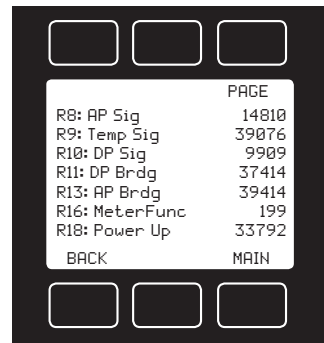 PAGE
R8: AP Sig 14810
R9: Temp Sig 39076
R10: DP Sig 9909
R11: DP Brdg 37414
R13: AP Brdg 39414
R16: MeterFunc 199
R18: Power Up 33792
BACK MAIN